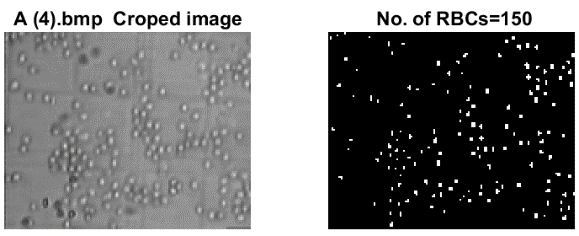 A (4).bmp  Croped image
No. of RBCs=150